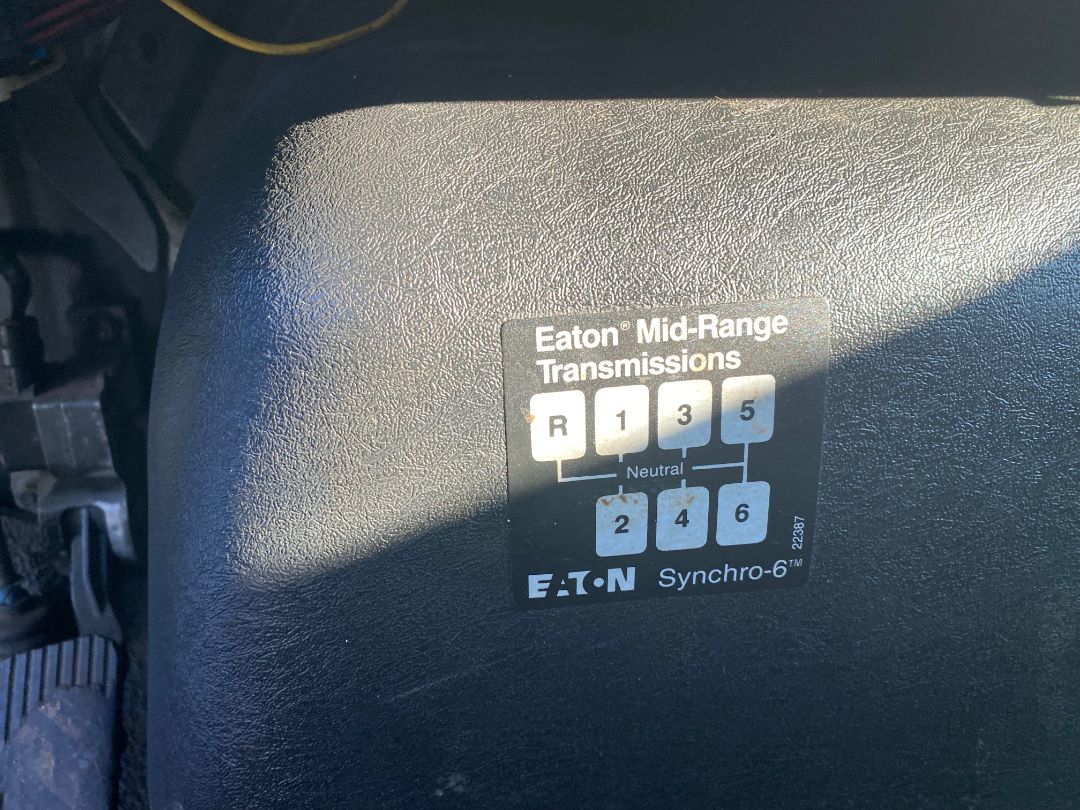 Eaton® Mid-Range
Transmissions
R 1 3 5
Neutral
2 4 6
22387
EATON Synchro-6™